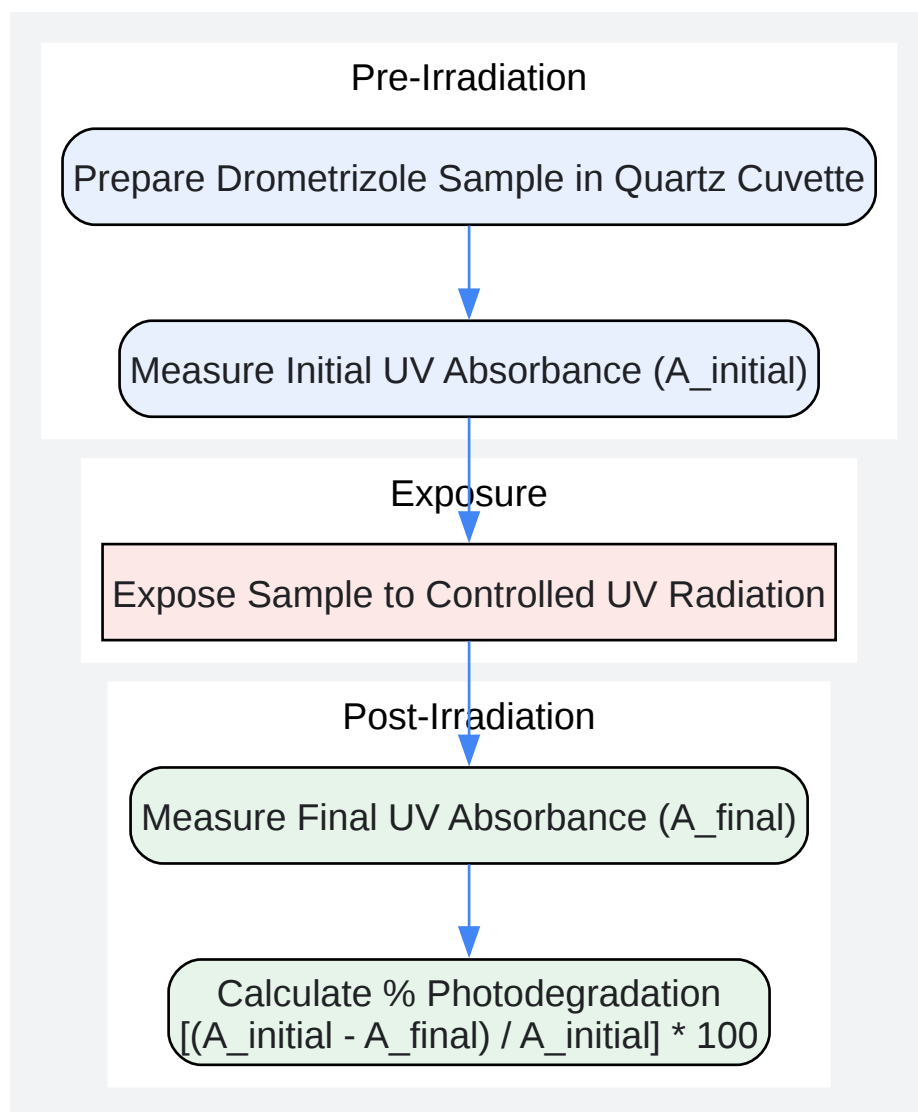 Pre-Irradiation
Prepare Drometrizole Sample in Quartz Cuvette
Measure Initial UV Absorbance (A_initial)
Exposure
Expose Sample to Controlled UV Radiation
Post-Irradiation
Measure Final UV Absorbance (A_final)
Calculate % Photodegradation
[(A_initial - A_final) / A_initial] * 100